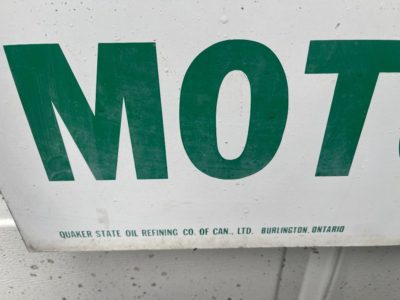 MOT
QUAKER STATE OIL REFINING CO. OF CAN., LTD. BURLINGTON, ONTARIO